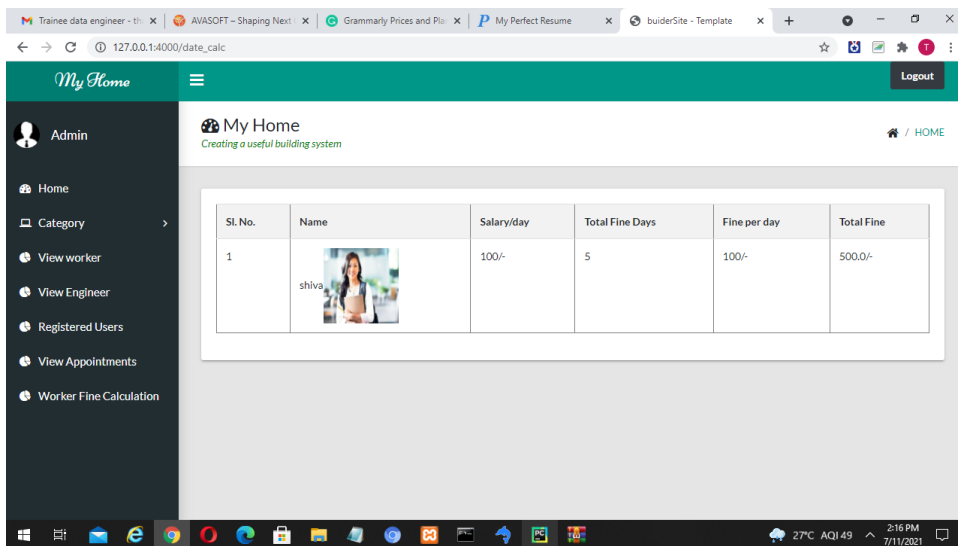 Trainee data engineer - th
AVASOFT – Shaping Next
Grammarly Prices and Pla
My Perfect Resume
buiderSite - Template
127.0.0.1:4000/date_calc
T
My Home
Logout
Admin
My Home
Creating a useful building system
/ HOME
Home
Category
View worker
View Engineer
Registered Users
View Appointments
Worker Fine Calculation
Sl. No. Name Salary/day Total Fine Days Fine per day Total Fine
1 shiva 100/- 5 100/- 500.0/-
27°C AQI 49
2:16 PM
7/11/2021